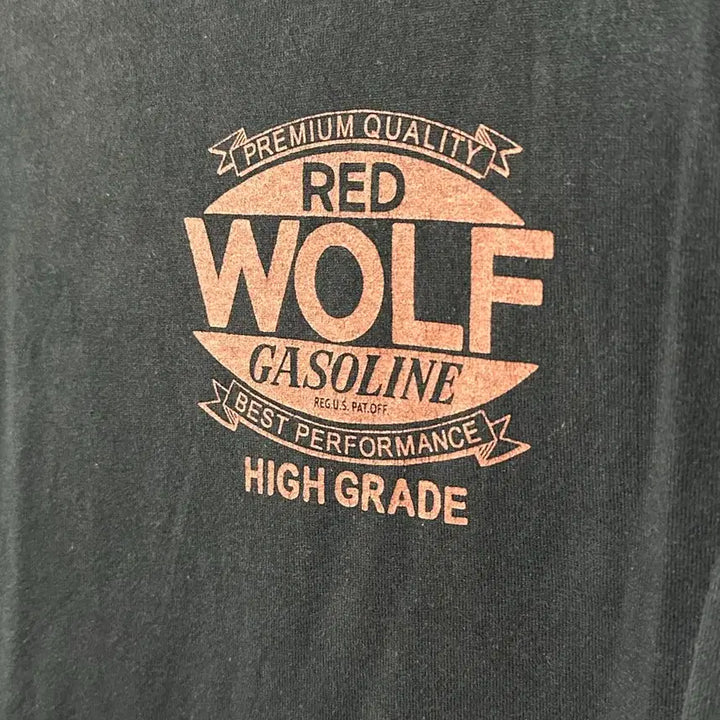 PREMIUM QUALITY
RED
WOLF
GASOLINE
REG.U.S. PAT.OFF.
BEST PERFORMANCE
HIGH GRADE